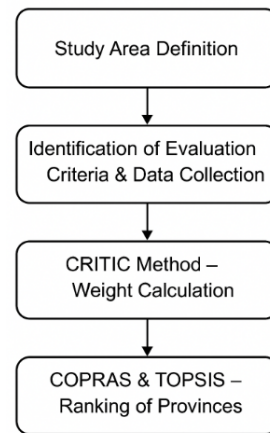 Study Area Definition
Identification of Evaluation
Criteria & Data Collection
CRITIC Method –
Weight Calculation
COPRAS & TOPSIS –
Ranking of Provinces